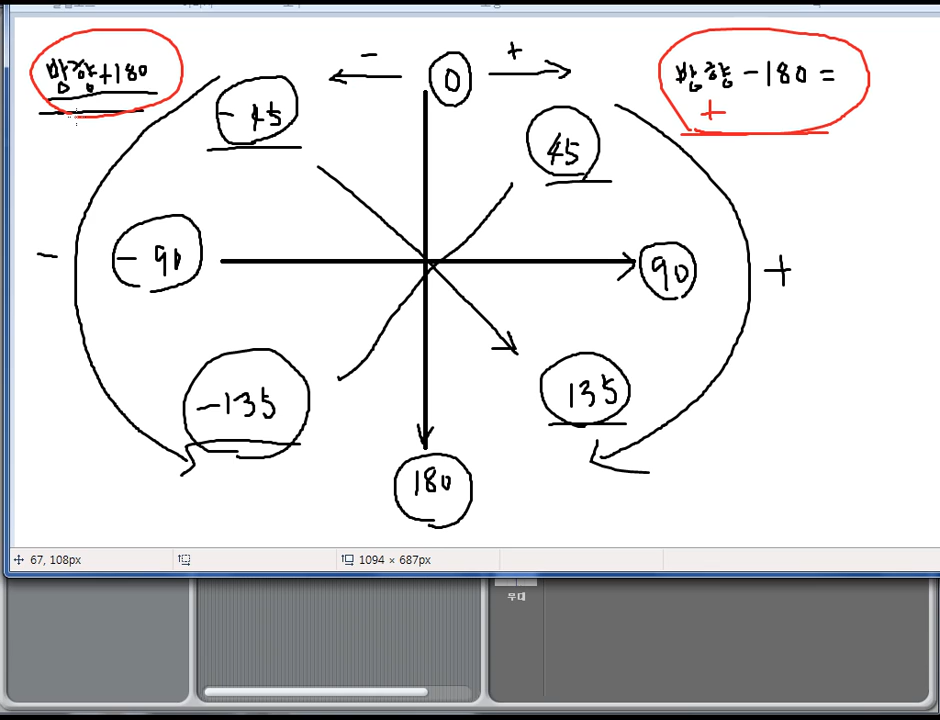 방향+180
- +
0
방향 -180 =
+
-45
45
-
-90
90
+
-135
135
180
67, 108px
1094 × 687px
무대